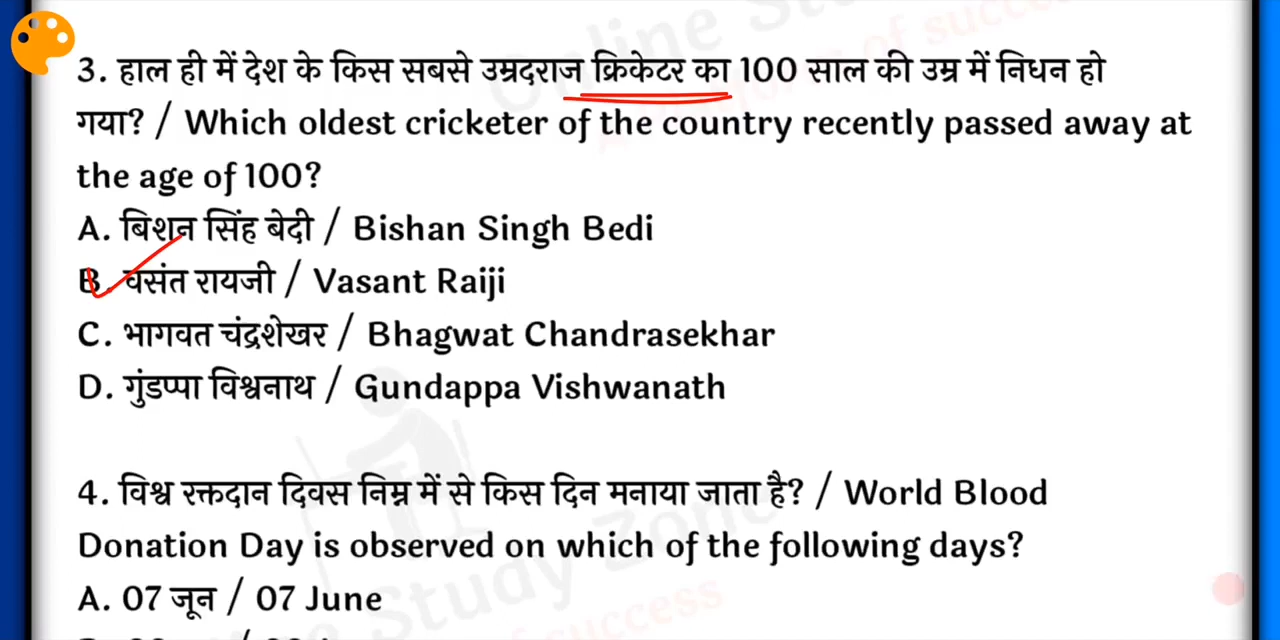 3. हाल ही में देश के किस सबसे उम्रदराज क्रिकेटर का 100 साल की उम्र में निधन हो
गया? / Which oldest cricketer of the country recently passed away at
the age of 100?
A. बिशन सिंह बेदी / Bishan Singh Bedi
B. वसंत रायजी / Vasant Raiji
C. भागवत चंद्रशेखर / Bhagwat Chandrasekhar
D. गुंडप्पा विश्वनाथ / Gundappa Vishwanath
4. विश्व रक्तदान दिवस निम्न में से किस दिन मनाया जाता है? / World Blood
Donation Day is observed on which of the following days?
A. 07 जून / 07 June